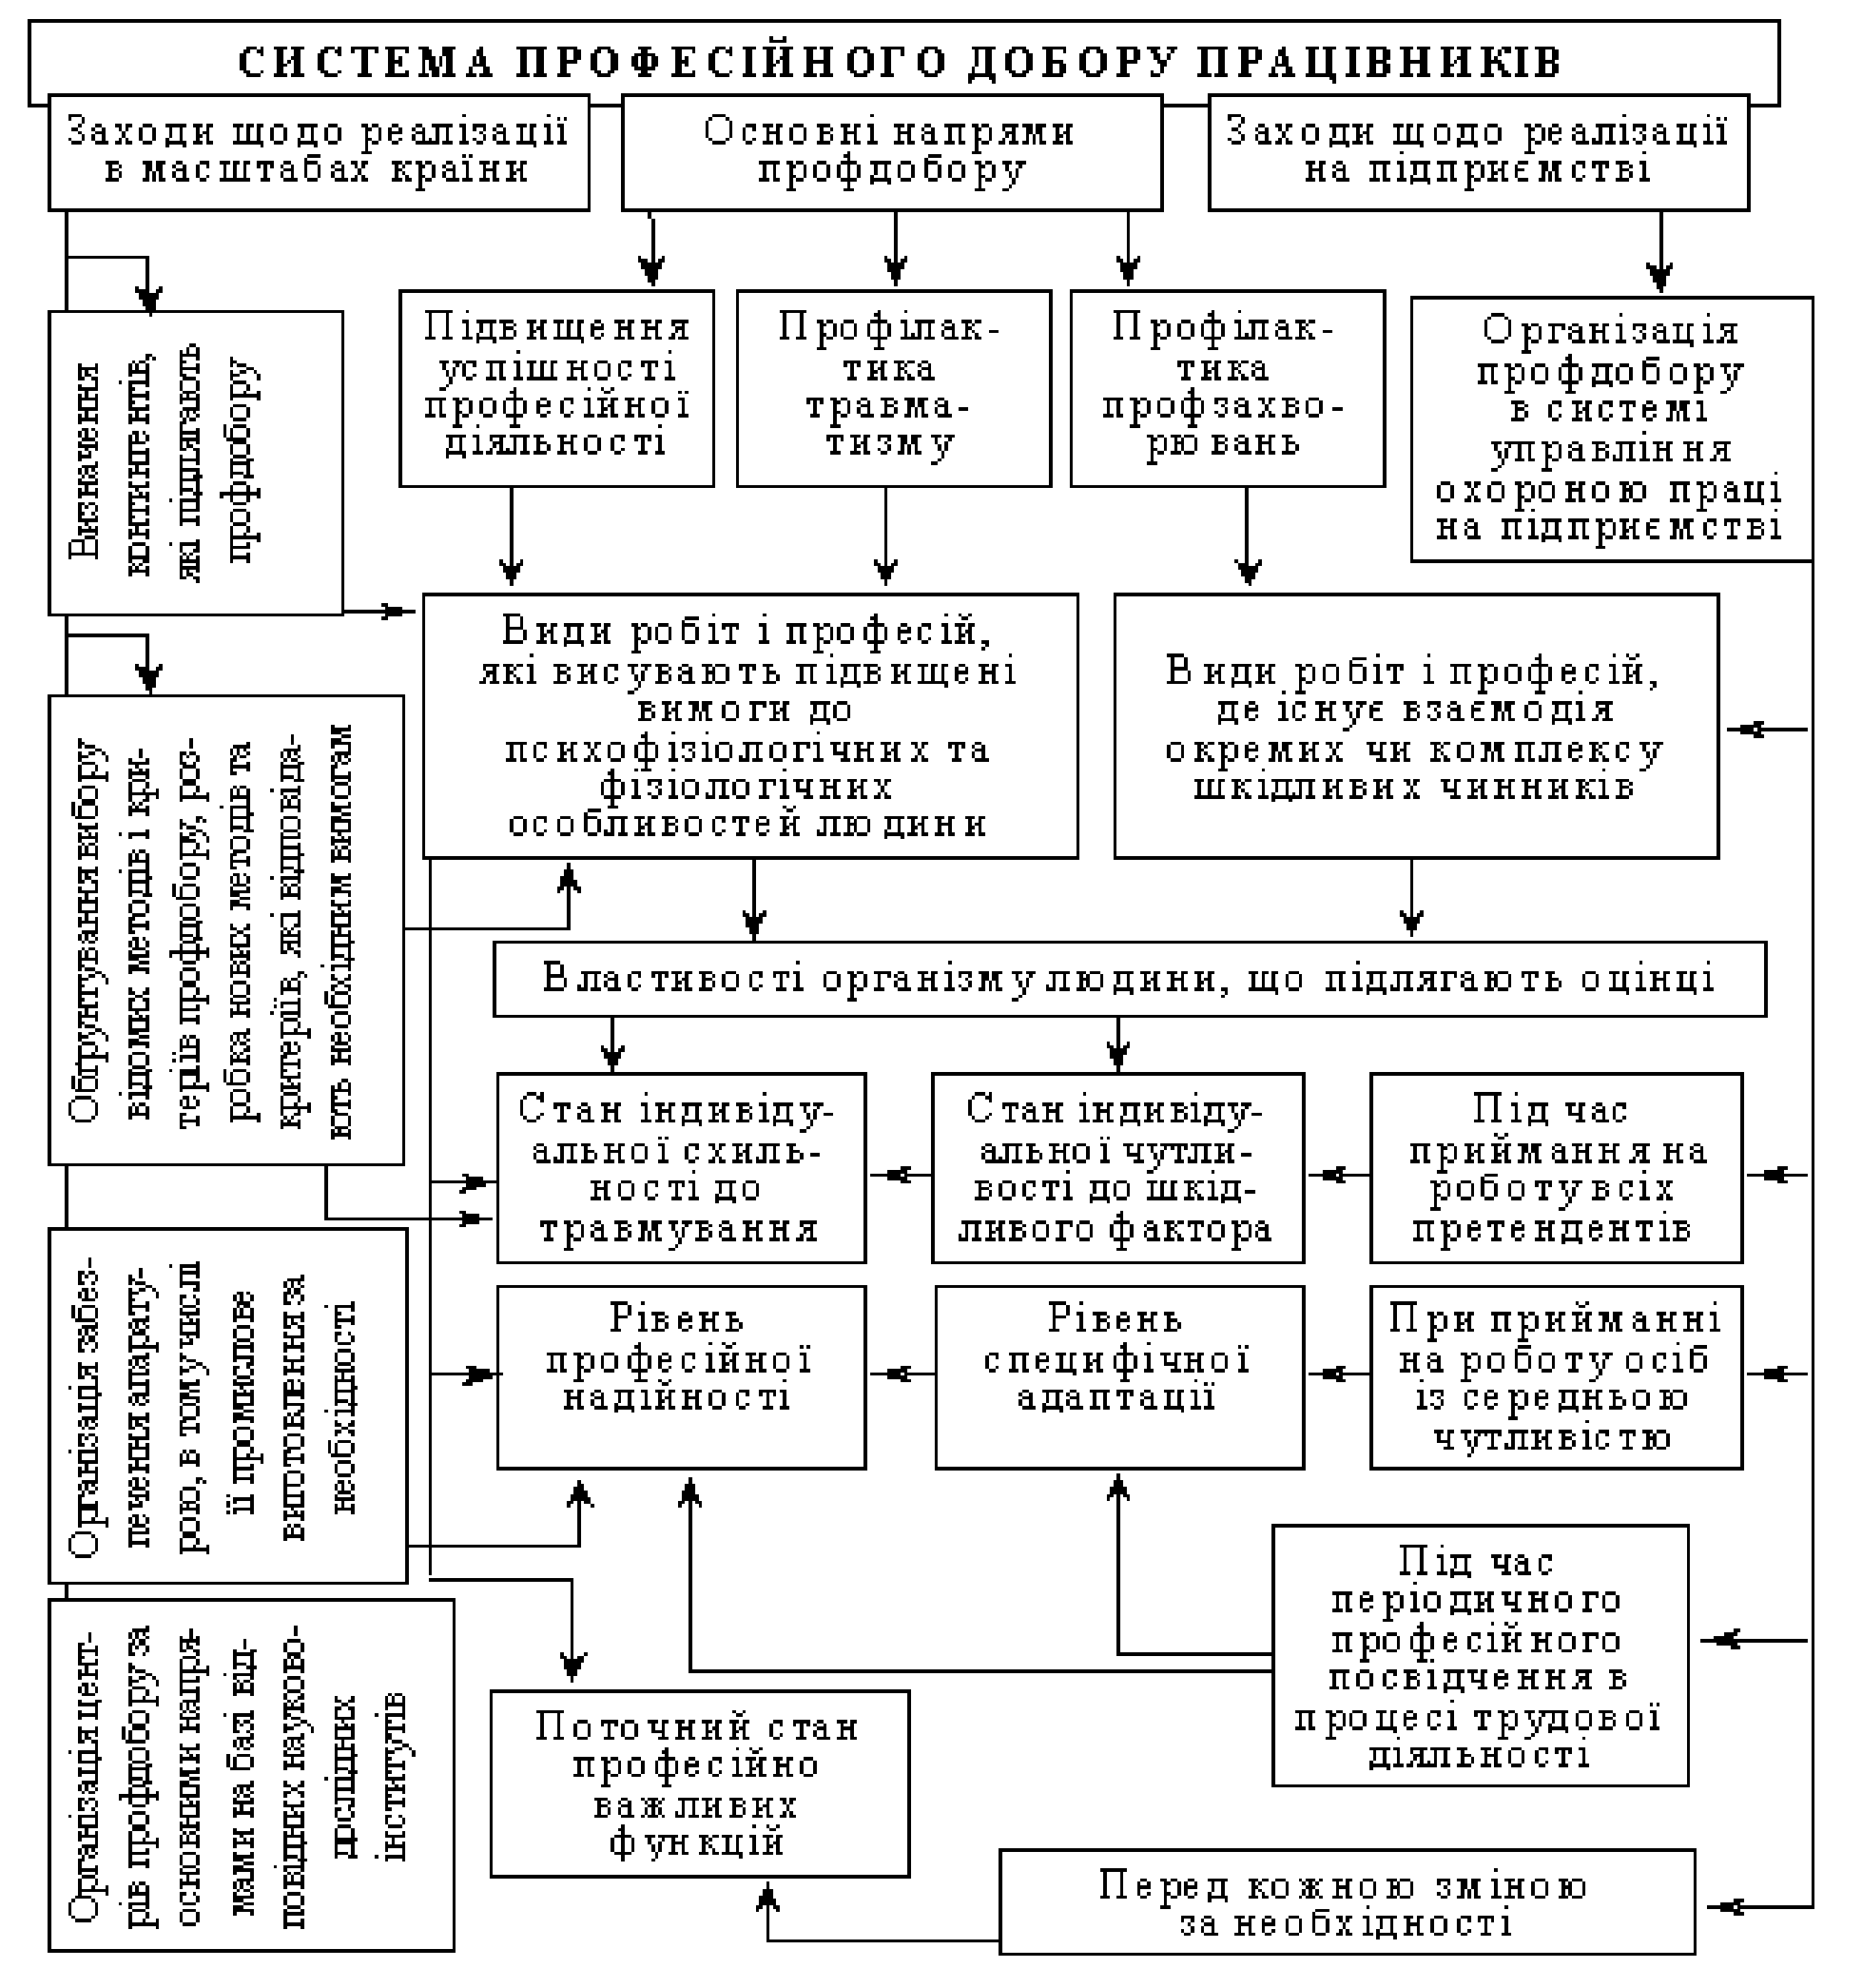 СИСТЕМА ПРОФЕСІЙНОГО ДОБОРУ ПРАЦІВНИКІВ
Заходи щодо реалізації
в масштабах країни
Основні напрями
профдобору
Заходи щодо реалізації
на підприємстві
Визначення
контингентів,
які підлягають
профдобору
Підвищення
успішності
професійної
діяльності
Профілак-
тика
травма-
тизму
Профілак-
тика
профзахво-
рювань
Організація
профдобору
в системі
управління
охороною праці
на підприємстві
Види робіт і професій,
які висувають підвищені
вимоги до
психофізіологічних та
фізіологічних
особливостей людини
Види робіт і професій,
де існує взаємодія
окремих чи комплексу
шкідливих чинників
Обґрунтування вибору
відомих методів і кри-
теріїв профдобору, роз-
робка нових методів та
критеріїв, які відповіда-
ють необхідним вимогам
Властивості організму людини, що підлягають оцінці
Стан індивіду-
альної схиль-
ності до
травмування
Стан індивіду-
альної чутли-
вості до шкід-
ливого фактора
Під час
приймання на
роботу всіх
претендентів
Організація забез-
печення апарату-
рою, в тому числі
її промислове
виготовлення за
необхідності
Рівень
професійної
надійності
Рівень
специфічної
адаптації
При прийманні
на роботу осіб
із середньою
чутливістю
Організація цент-
рів профдобору за
основними напря-
мами на базі від-
повідних науково-
дослідних
інститутів
Під час
періодичного
професійного
посвідчення в
процесі трудової
діяльності
Поточний стан
професійно
важливих
функцій
Перед кожною зміною
за необхідності